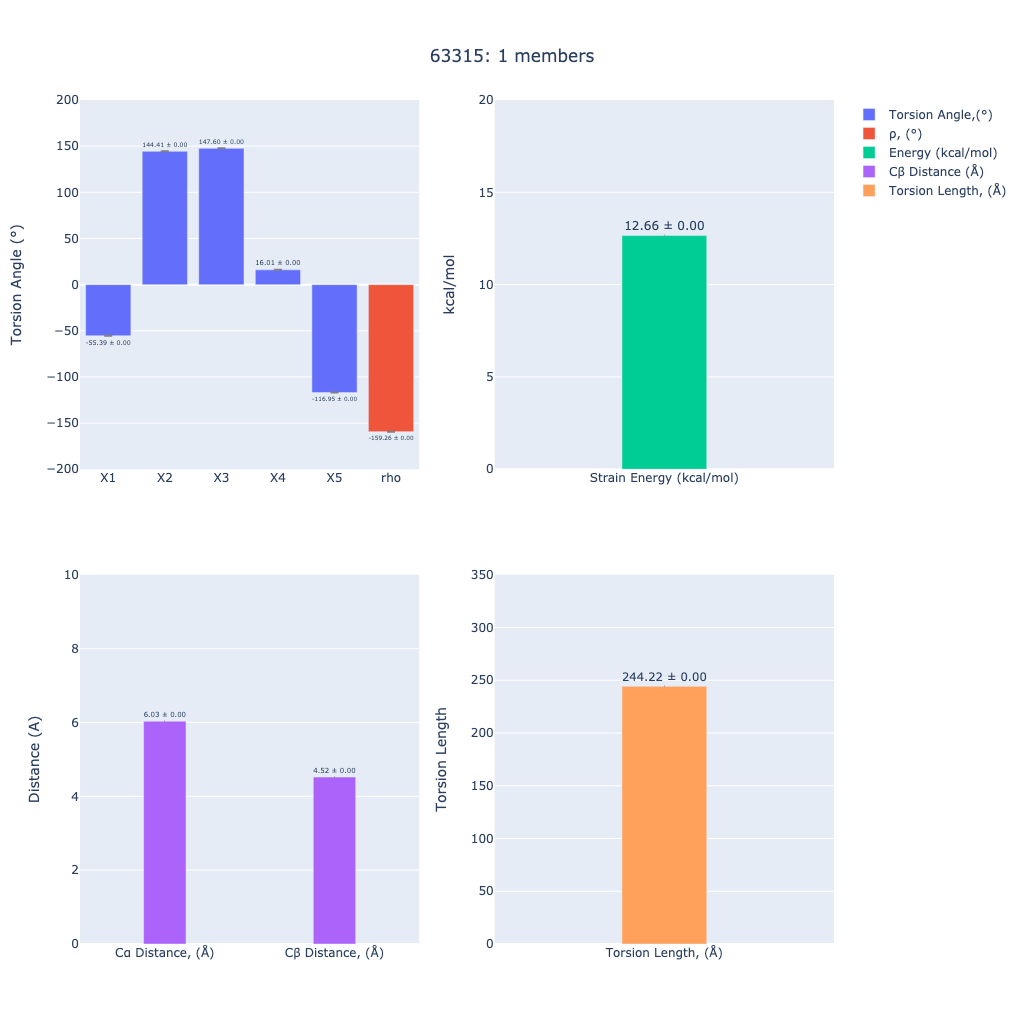 63315: 1 members
Torsion Angle (°)
200
150
100
50
0
−50
−100
−150
−200
-55.39 ± 0.00
144.41 ± 0.00
147.60 ± 0.00
16.01 ± 0.00
-116.95 ± 0.00
-159.26 ± 0.00
X1 X2 X3 X4 X5 rho
kcal/mol
20
15
10
5
0
12.66 ± 0.00
Strain Energy (kcal/mol)
Torsion Angle,(°)
ρ, (°)
Energy (kcal/mol)
Cβ Distance (Å)
Torsion Length, (Å)
Distance (A)
10
8
6
4
2
0
6.03 ± 0.00
4.52 ± 0.00
Cα Distance, (Å) Cβ Distance, (Å)
Torsion Length
350
300
250
200
150
100
50
0
244.22 ± 0.00
Torsion Length, (Å)